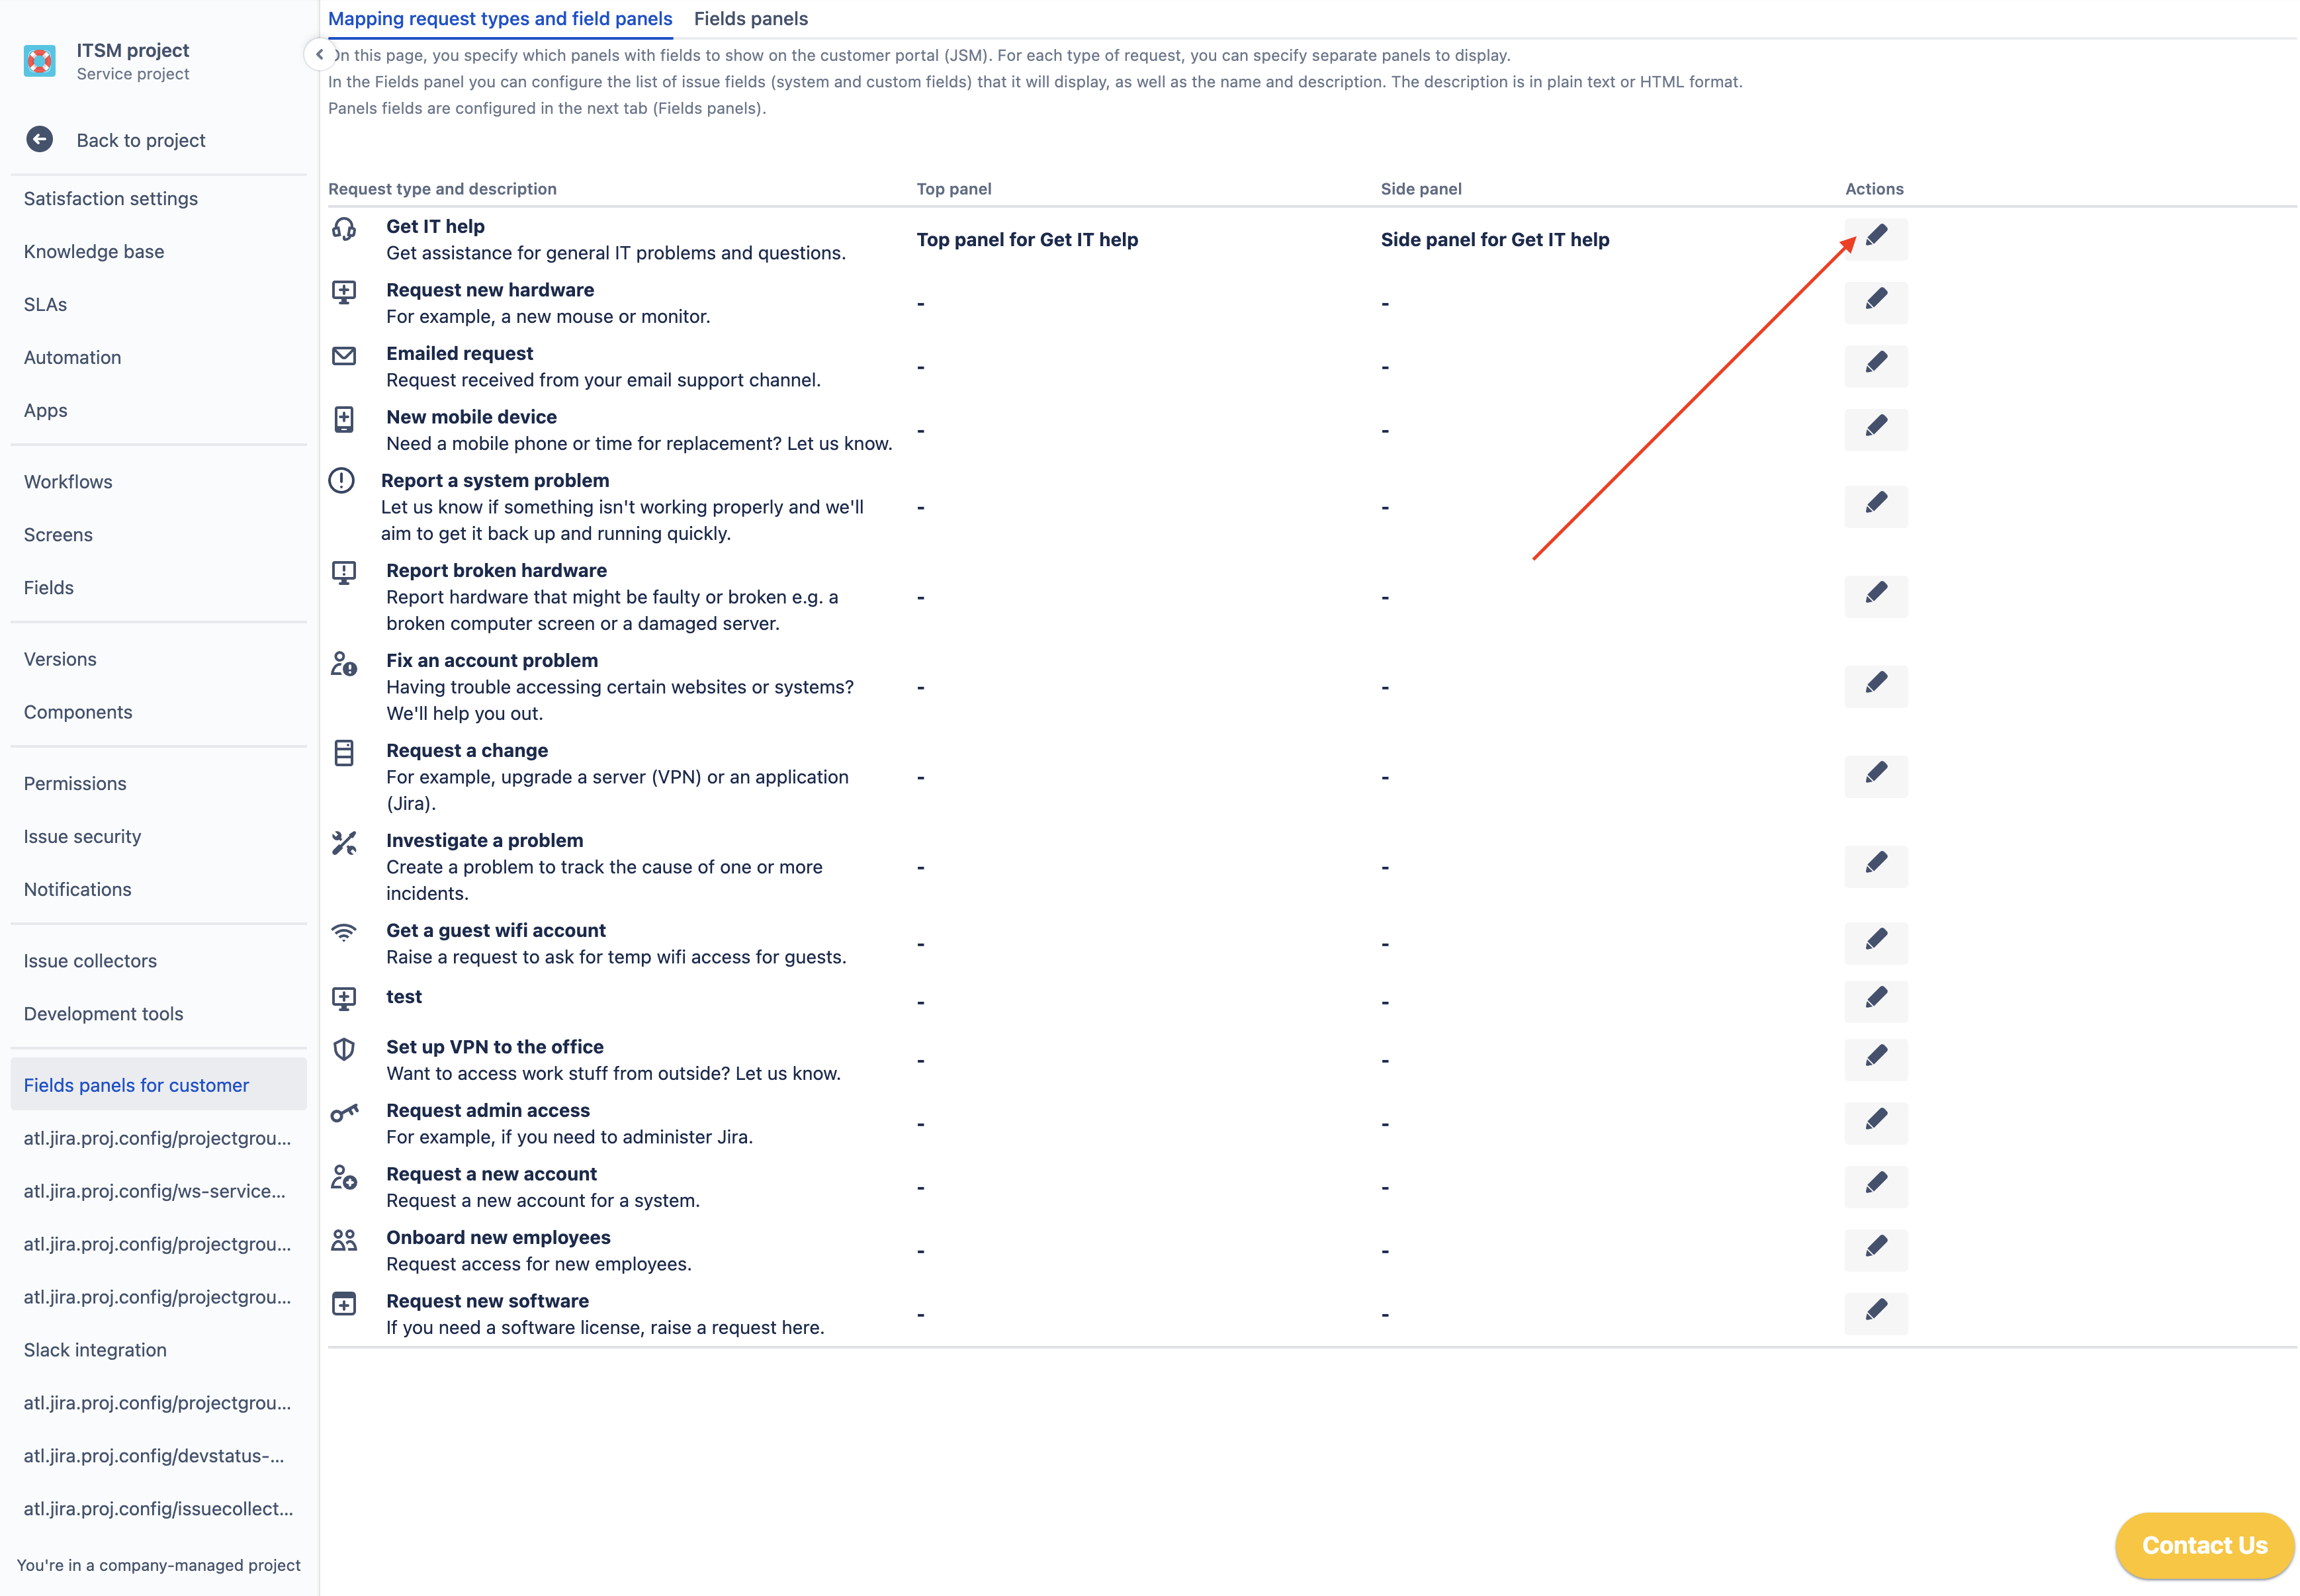 ITSM project
Service project
Back to project
Satisfaction settings
Knowledge base
SLAs
Automation
Apps
Workflows
Screens
Fields
Versions
Components
Permissions
Issue security
Notifications
Issue collectors
Development tools
Fields panels for customer
atl.jira.proj.config/projectgrou...
atl.jira.proj.config/ws-service...
atl.jira.proj.config/projectgrou...
atl.jira.proj.config/projectgrou...
Slack integration
atl.jira.proj.config/projectgrou...
atl.jira.proj.config/devstatus-...
atl.jira.proj.config/issuecollect...
You're in a company-managed project
Mapping request types and field panels Fields panels
On this page, you specify which panels with fields to show on the customer portal (JSM). For each type of request, you can specify separate panels to display.
In the Fields panel you can configure the list of issue fields (system and custom fields) that it will display, as well as the name and description. The description is in plain text or HTML format.
Panels fields are configured in the next tab (Fields panels).
Request type and description Top panel Side panel Actions
Get IT help
Get assistance for general IT problems and questions.
Top panel for Get IT help Side panel for Get IT help
Request new hardware
For example, a new mouse or monitor.
- -
Emailed request
Request received from your email support channel.
- -
New mobile device
Need a mobile phone or time for replacement? Let us know.
- -
Report a system problem
Let us know if something isn't working properly and we'll
aim to get it back up and running quickly.
- -
Report broken hardware
Report hardware that might be faulty or broken e.g. a
broken computer screen or a damaged server.
- -
Fix an account problem
Having trouble accessing certain websites or systems?
We'll help you out.
- -
Request a change
For example, upgrade a server (VPN) or an application
(Jira).
- -
Investigate a problem
Create a problem to track the cause of one or more
incidents.
- -
Get a guest wifi account
Raise a request to ask for temp wifi access for guests.
- -
test
- -
Set up VPN to the office
Want to access work stuff from outside? Let us know.
- -
Request admin access
For example, if you need to administer Jira.
- -
Request a new account
Request a new account for a system.
- -
Onboard new employees
Request access for new employees.
- -
Request new software
If you need a software license, raise a request here.
- -
Contact Us